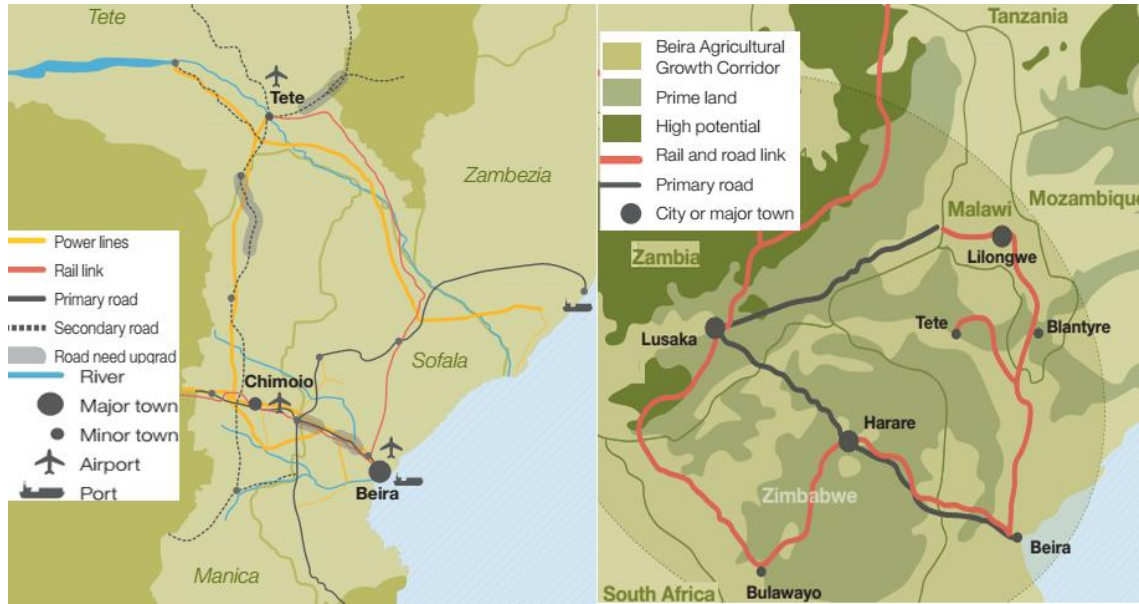 Tete
Tete
Zambezia
Power lines
Rail link
Primary road
Secondary road
Road need upgrad
River
Major town
Minor town
Airport
Port
Chimoio
Sofala
Beira
Manica
Beira Agricultural
Growth Corridor
Prime land
High potential
Rail and road link
Primary road
City or major town
Tanzania
Mozambique
Malawi
Zambia
Lilongwe
Lusaka
Tete
Blantyre
Harare
Zimbabwe
Beira
Bulawayo
South Africa